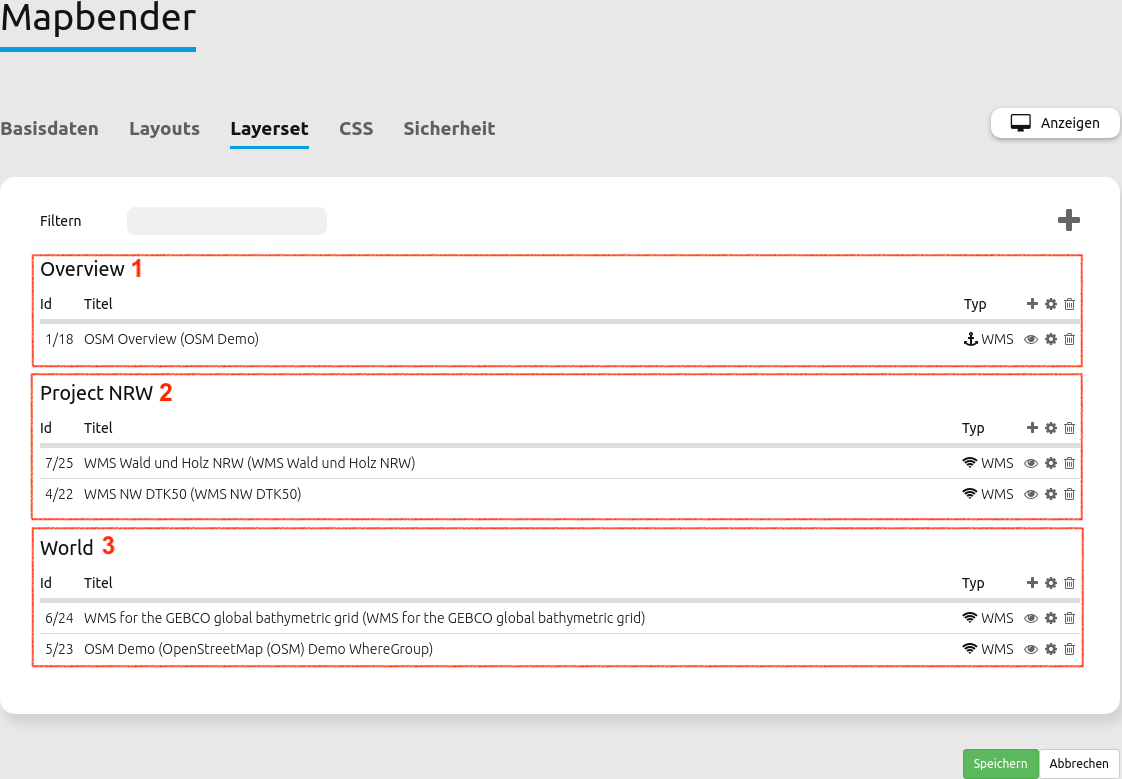 Mapbender
Basisdaten Layouts Layerset CSS Sicherheit Anzeigen
Filtern
Overview 1
Id Titel Typ
1/18 OSM Overview (OSM Demo) WMS
Project NRW 2
Id Titel Typ
7/25 WMS Wald und Holz NRW (WMS Wald und Holz NRW) WMS
4/22 WMS NW DTK50 (WMS NW DTK50) WMS
World 3
Id Titel Typ
6/24 WMS for the GEBCO global bathymetric grid (WMS for the GEBCO global bathymetric grid) WMS
5/23 OSM Demo (OpenStreetMap (OSM) Demo WhereGroup) WMS
Speichern Abbrechen